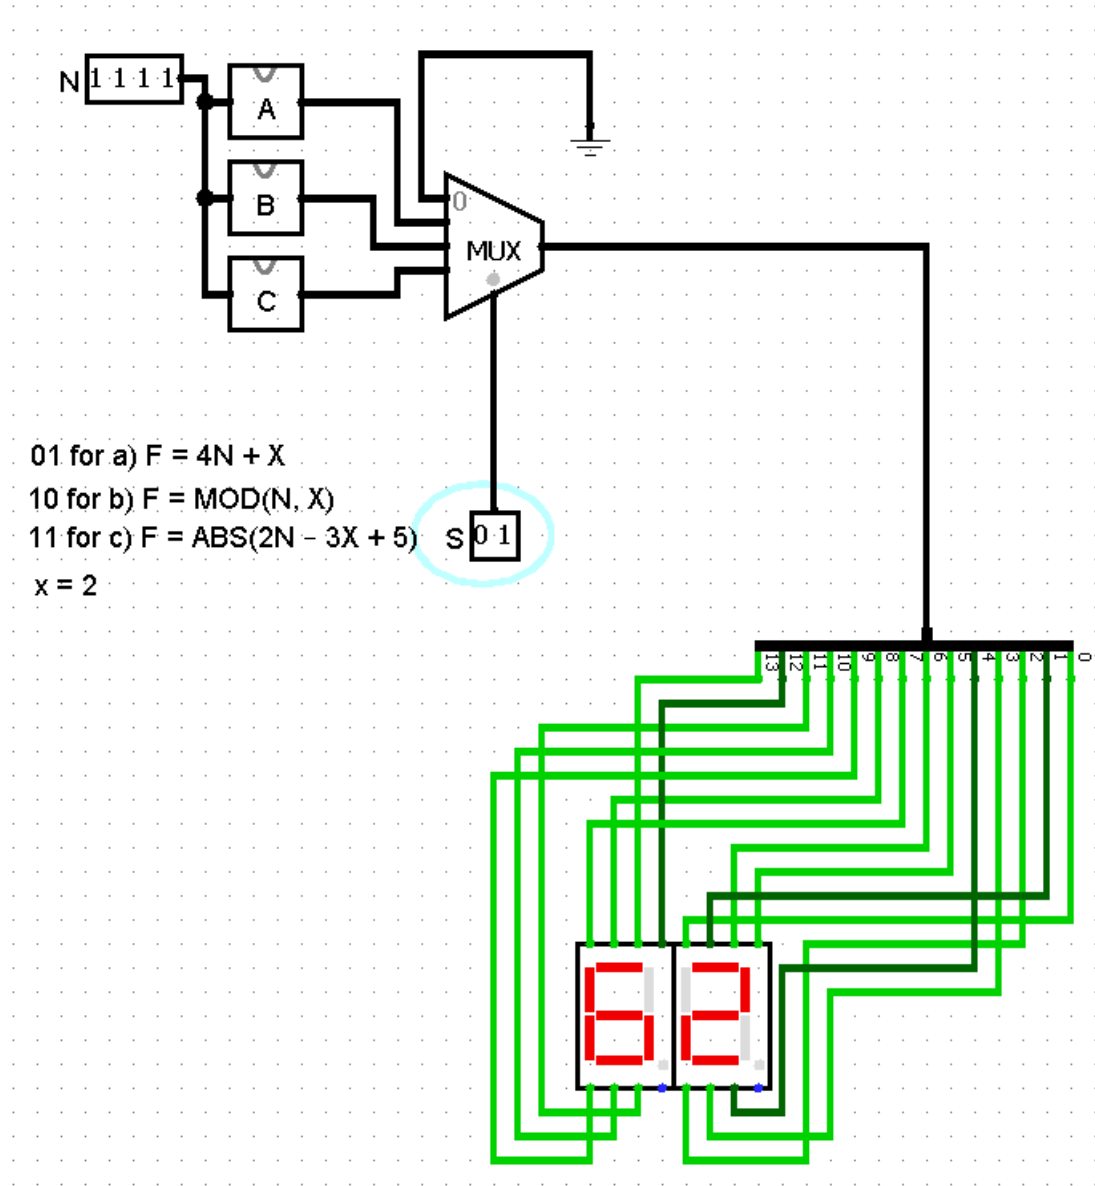 N 1 1 1 1
A
B
C
0
MUX
01 for a) F = 4N + X
10 for b) F = MOD(N, X)
11 for c) F = ABS(2N - 3X + 5)
S 0 1
x = 2
13 12 11 10 9 8 7 6 5 4 3 2 1 0
62